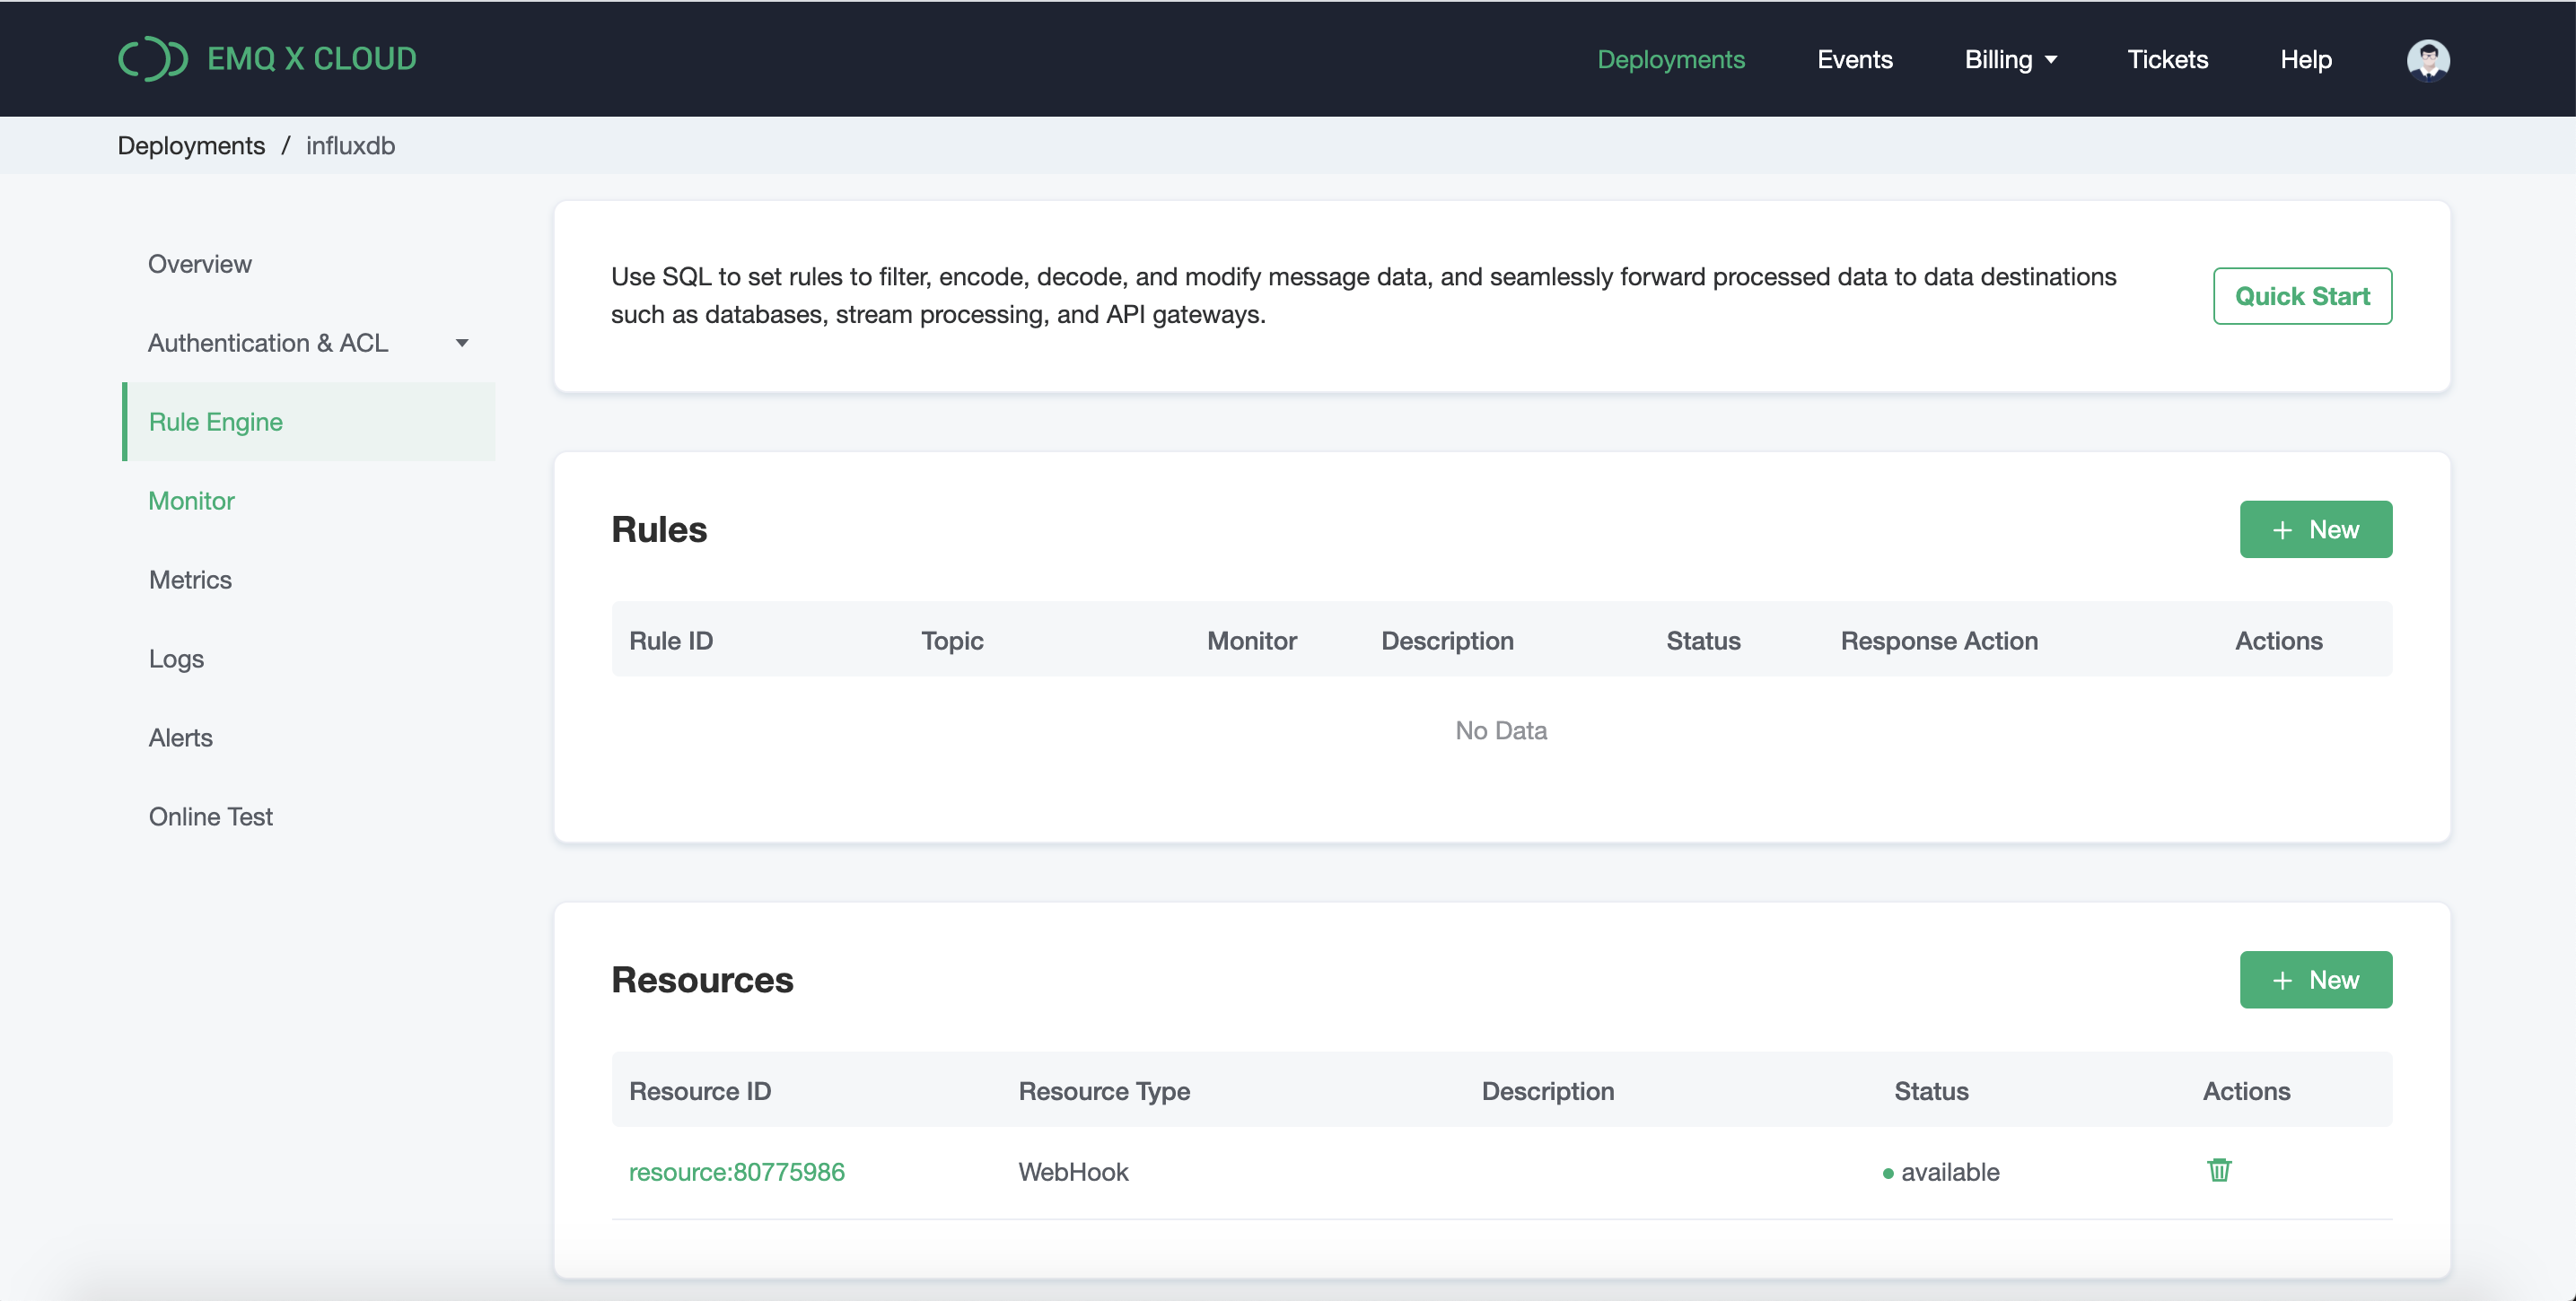 EMQ X CLOUD
Deployments Events Billing Tickets Help
Deployments / influxdb
Overview
Authentication & ACL
Rule Engine
Monitor
Metrics
Logs
Alerts
Online Test
Use SQL to set rules to filter, encode, decode, and modify message data, and seamlessly forward processed data to data destinations
such as databases, stream processing, and API gateways.
Quick Start
Rules
+ New
Rule ID Topic Monitor Description Status Response Action Actions
No Data
Resources
+ New
Resource ID Resource Type Description Status Actions
resource:80775986 WebHook available